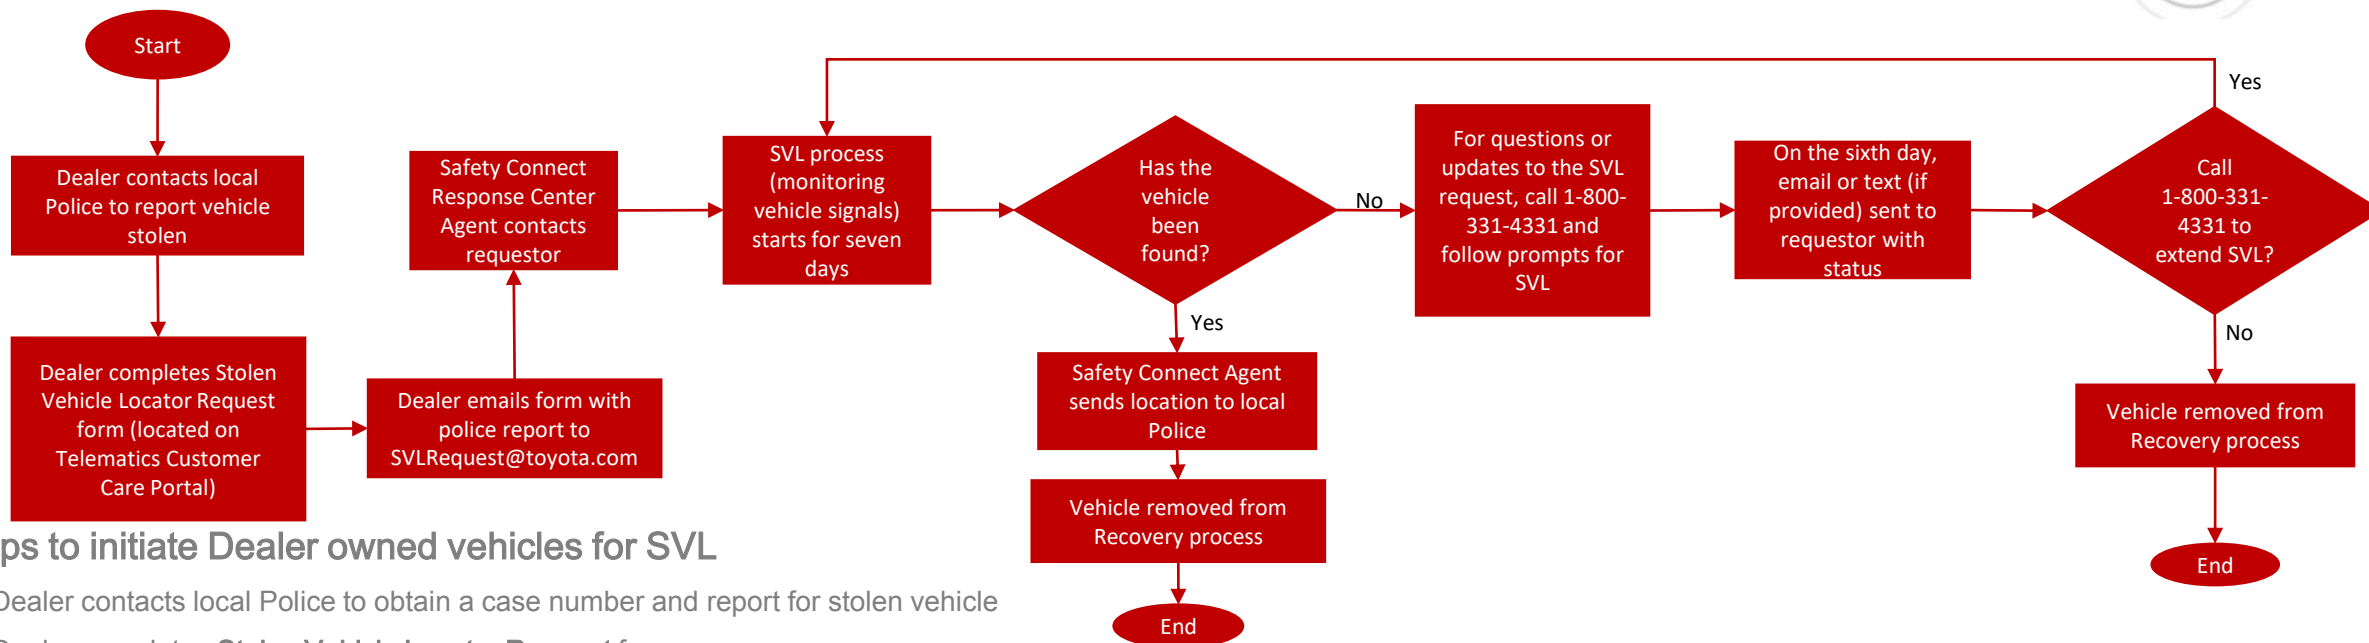 Start
Dealer contacts local
Police to report vehicle
stolen
Dealer completes Stolen
Vehicle Locator Request
form (located on
Telematics Customer
Care Portal)
Dealer emails form with
police report to
SVLRequest@toyota.com
Safety Connect
Response Center
Agent contacts
requestor
SVL process
(monitoring
vehicle signals)
starts for seven
days
Has the
vehicle
been
found?
No
Yes
Safety Connect Agent
sends location to local
Police
Vehicle removed from
Recovery process
End
For questions or
updates to the SVL
request, call 1-800-
331-4331 and
follow prompts for
SVL
On the sixth day,
email or text (if
provided) sent to
requestor with
status
Call
1-800-331-
4331 to
extend SVL?
Yes
No
Vehicle removed from
Recovery process
End
ps to initiate Dealer owned vehicles for SVL
Dealer contacts local Police to obtain a case number and report for stolen vehicle